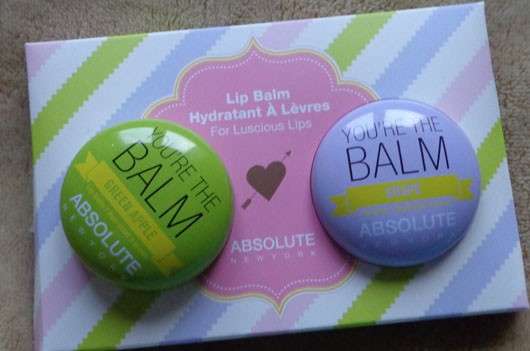 Lip Balm
Hydratant À Lèvres
For Luscious Lips
ABSOLUTE
NEW YORK
YOU'RE THE
BALM
GREEN APPLE
ABSOLUTE
NEW YORK
YOU'RE THE
BALM
GRAPE
ABSOLUTE
NEW YORK